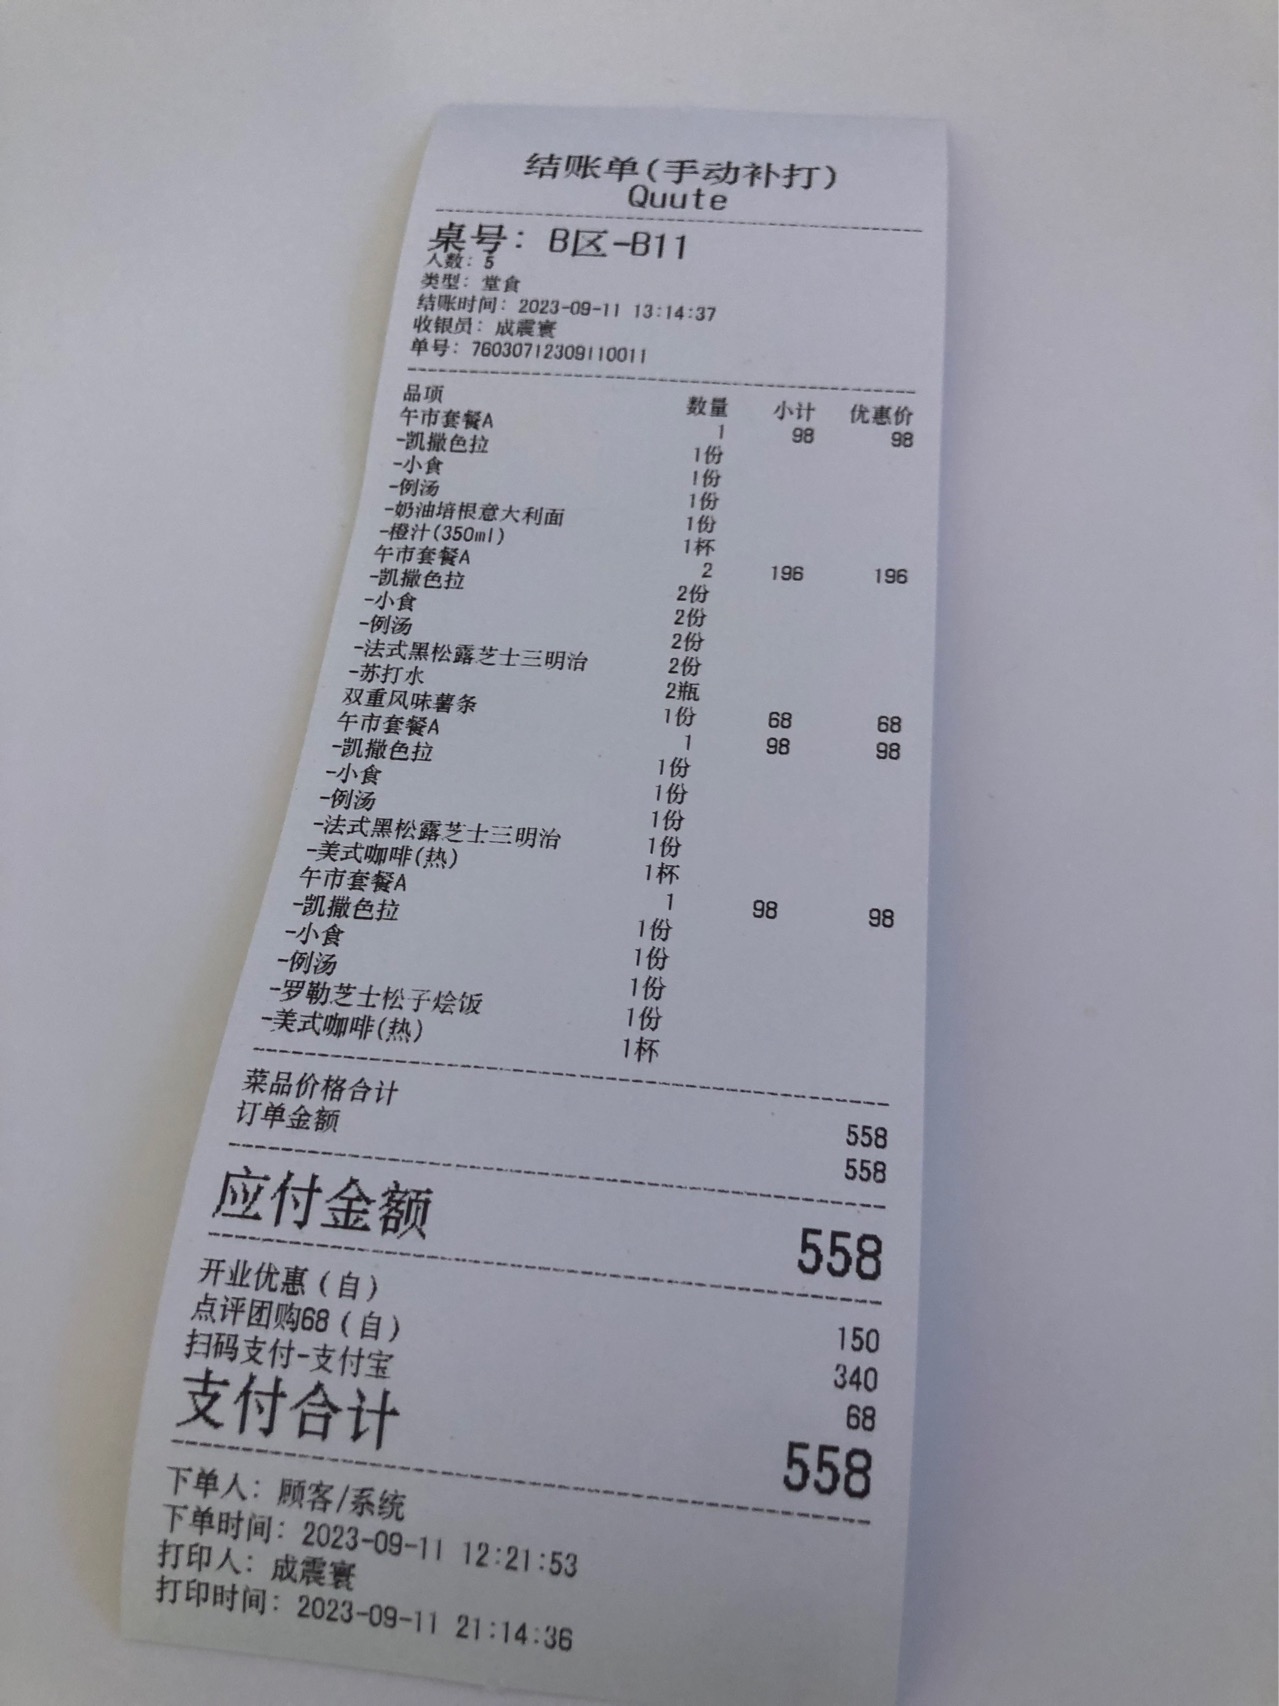 结账单(手动补打)
Quute
桌号: B区-B11
人数: 5
类型: 堂食
结账时间: 2023-09-11 13:14:37
收银员: 成震寰
单号: 76030712309110011
品项 数量 小计 优惠价
午市套餐A 1 98 98
-凯撒色拉 1份
-小食 1份
-例汤 1份
-奶油培根意大利面 1份
-橙汁(350ml) 1杯
午市套餐A 2 196 196
-凯撒色拉 2份
-小食 2份
-例汤 2份
-法式黑松露芝士三明治 2份
-苏打水 2瓶
双重风味薯条 1份 68 68
午市套餐A 1 98 98
-凯撒色拉 1份
-小食 1份
-例汤 1份
-法式黑松露芝士三明治 1份
-美式咖啡(热) 1杯
午市套餐A 1 98 98
-凯撒色拉 1份
-小食 1份
-例汤 1份
-罗勒芝士松子烩饭 1份
-美式咖啡(热) 1杯
菜品价格合计 558
订单金额 558
应付金额 558
开业优惠(自) 150
点评团购68(自) 340
扫码支付-支付宝 68
支付合计 558
下单人: 顾客/系统
下单时间: 2023-09-11 12:21:53
打印人: 成震寰
打印时间: 2023-09-11 21:14:36